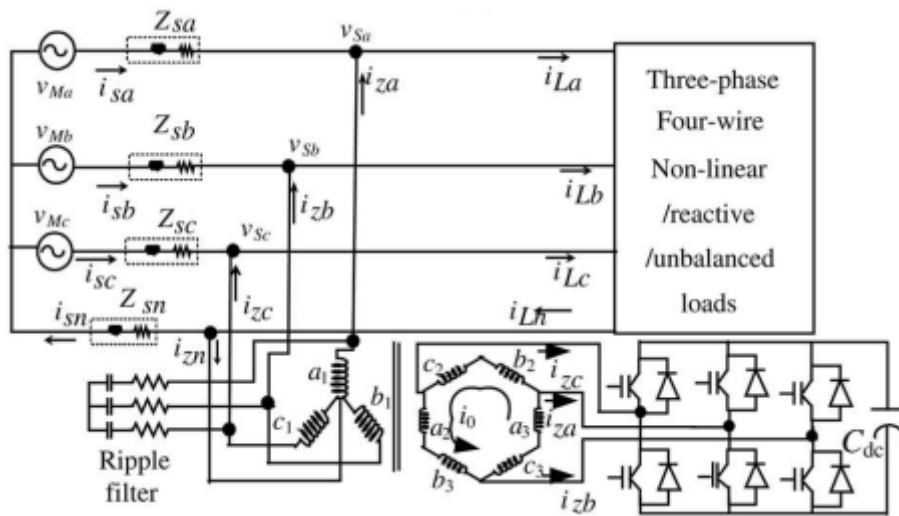 Z_sa
v_Sa
v_Ma
i_sa
i_za
i_La
Three-phase
Four-wire
Non-linear
/reactive
/unbalanced
loads
v_Mb
Z_sb
v_Sb
i_sb
i_zb
i_Lb
v_Mc
Z_sc
v_Sc
i_sc
i_zc
i_Lc
i_sn
Z_sn
i_zn
i_Ln
a_1
b_1
c_1
c_2
b_2
i_zc
a_2
i_0
a_3
i_za
b_3
c_3
i_zb
C_dc
Ripple
filter